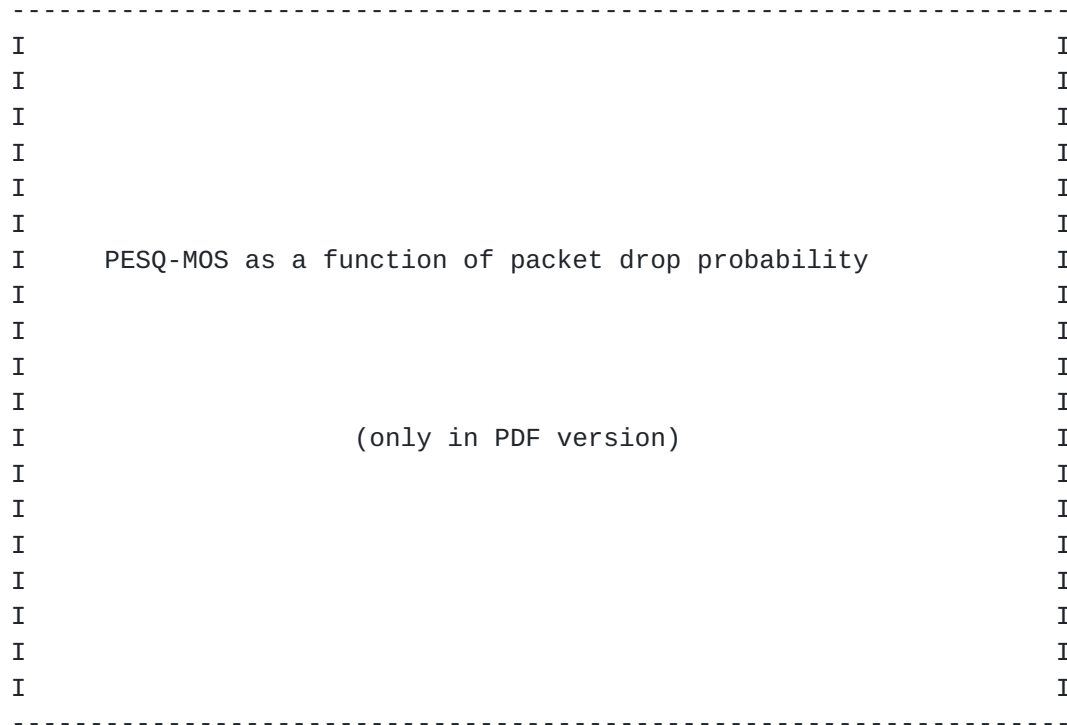 ---------------------------------------------------------------------
I                                                                   I
I                                                                   I
I                                                                   I
I                                                                   I
I                                                                   I
I                                                                   I
I     PESQ-MOS as a function of packet drop probability             I
I                                                                   I
I                                                                   I
I                                                                   I
I                                                                   I
I                     (only in PDF version)                         I
I                                                                   I
I                                                                   I
I                                                                   I
I                                                                   I
I                                                                   I
I                                                                   I
I                                                                   I
---------------------------------------------------------------------